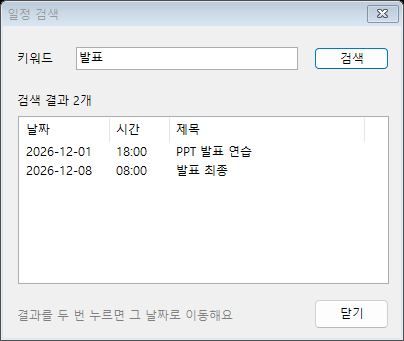 일정 검색
키워드 발표 검색
검색 결과 2개
날짜 시간 제목
2026-12-01 18:00 PPT 발표 연습
2026-12-08 08:00 발표 최종
결과를 두 번 누르면 그 날짜로 이동해요 닫기